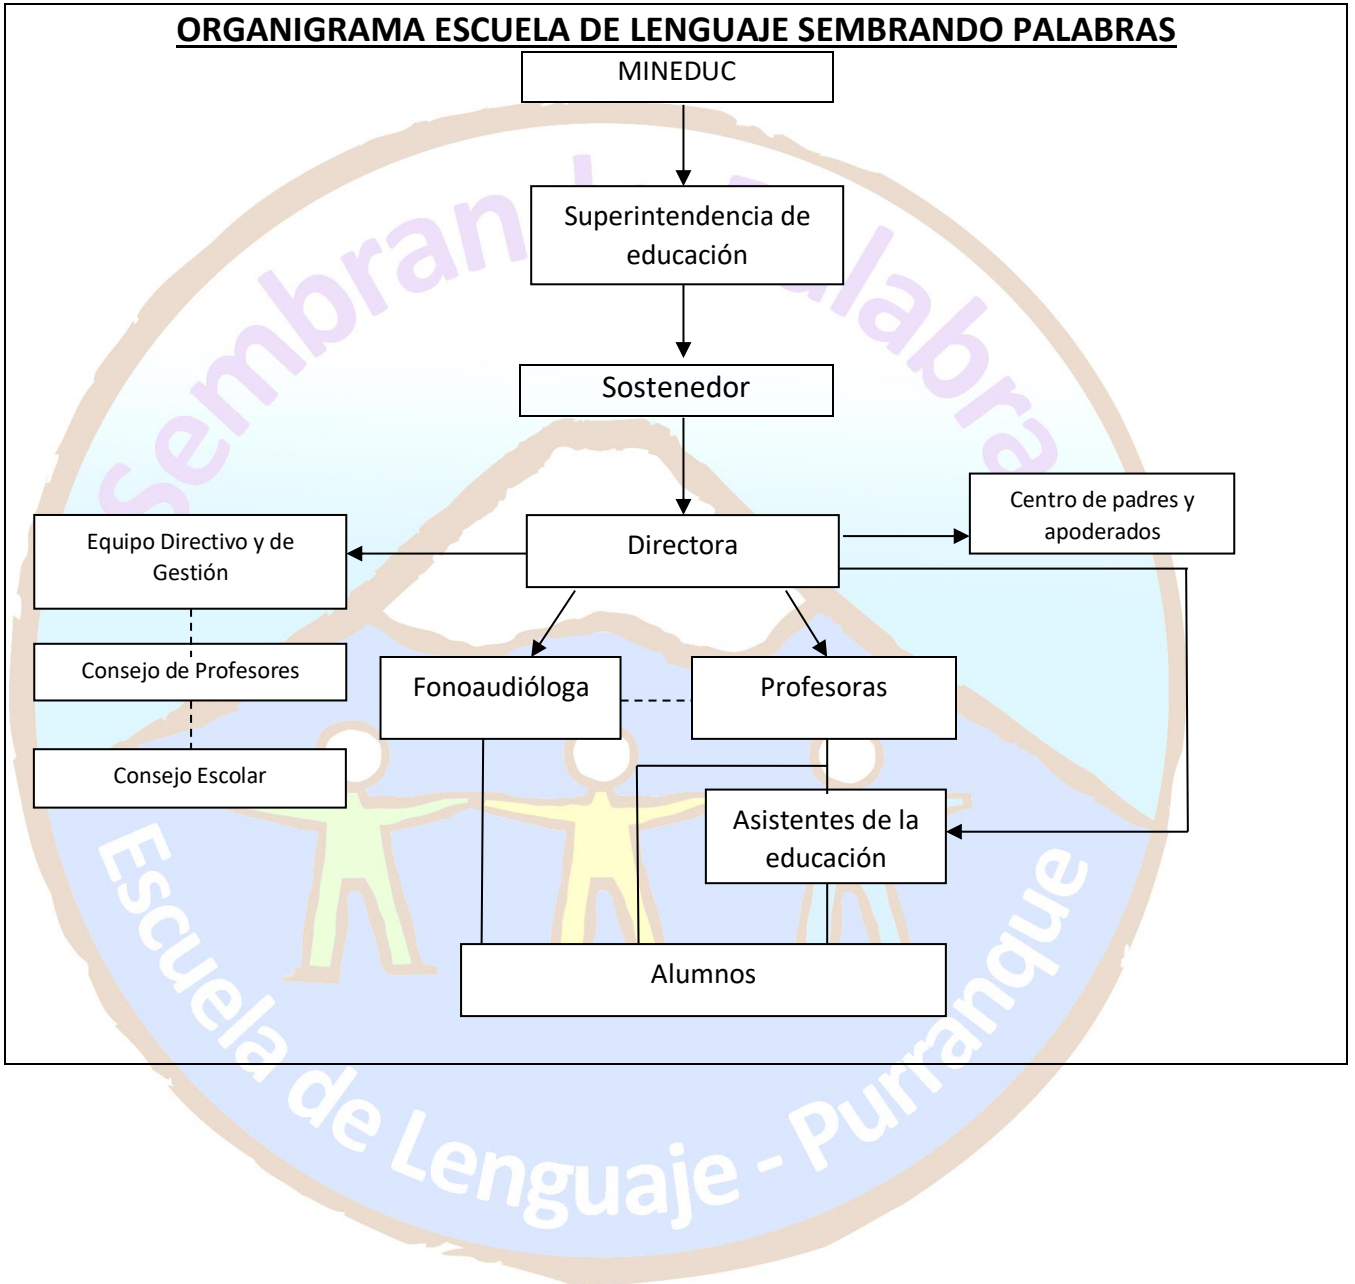 ORGANIGRAMA ESCUELA DE LENGUAJE SEMBRANDO PALABRAS
MINEDUC
Superintendencia de
educación
Sostenedor
Centro de padres y
apoderados
Equipo Directivo y de
Gestión
Directora
Consejo de Profesores
Fonoaudióloga
Profesoras
Consejo Escolar
Asistentes de la
educación
Alumnos
Escuela de Lenguaje - Purranque